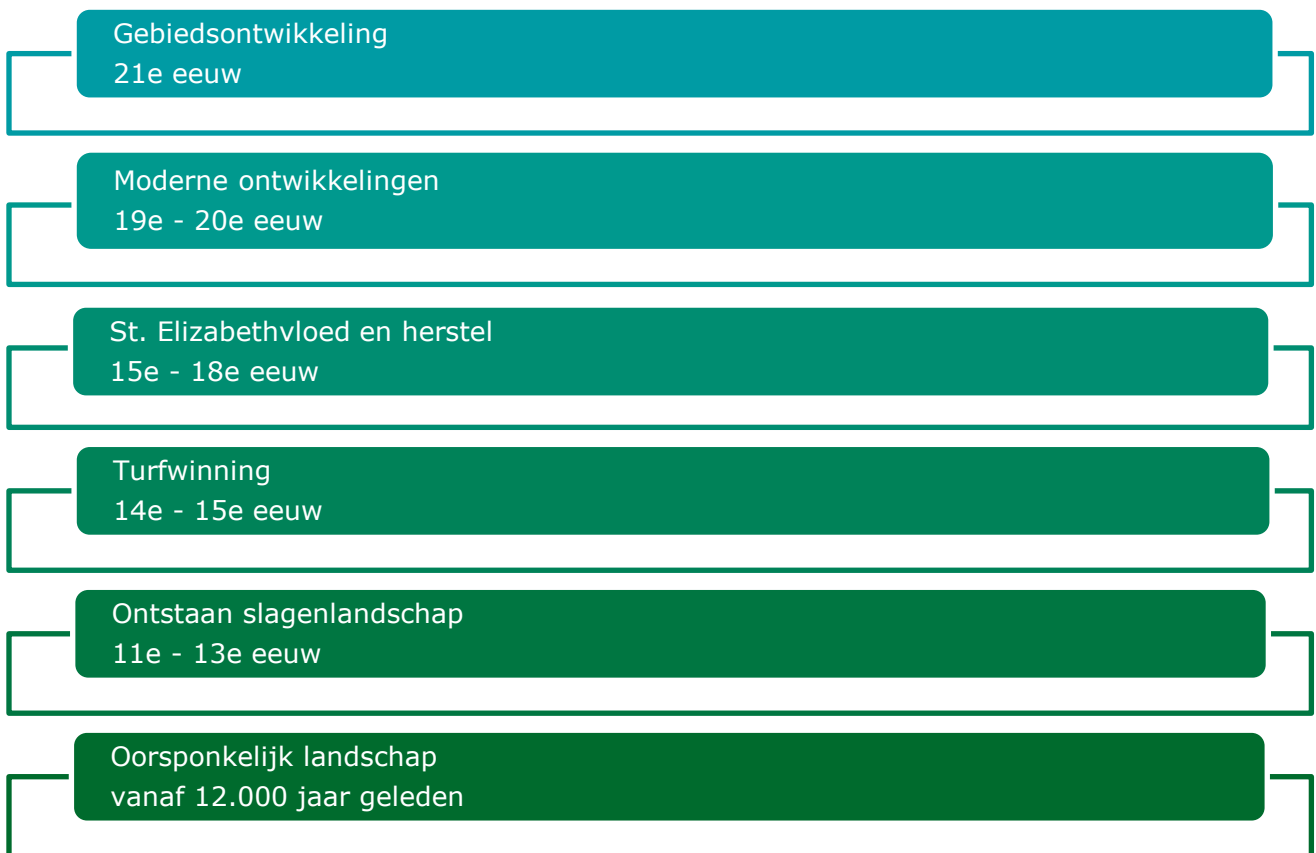 Gebiedsontwikkeling
21e eeuw
Moderne ontwikkelingen
19e - 20e eeuw
St. Elizabethvloed en herstel
15e - 18e eeuw
Turfwinning
14e - 15e eeuw
Ontstaan slagenlandschap
11e - 13e eeuw
Oorsponkelijk landschap
vanaf 12.000 jaar geleden